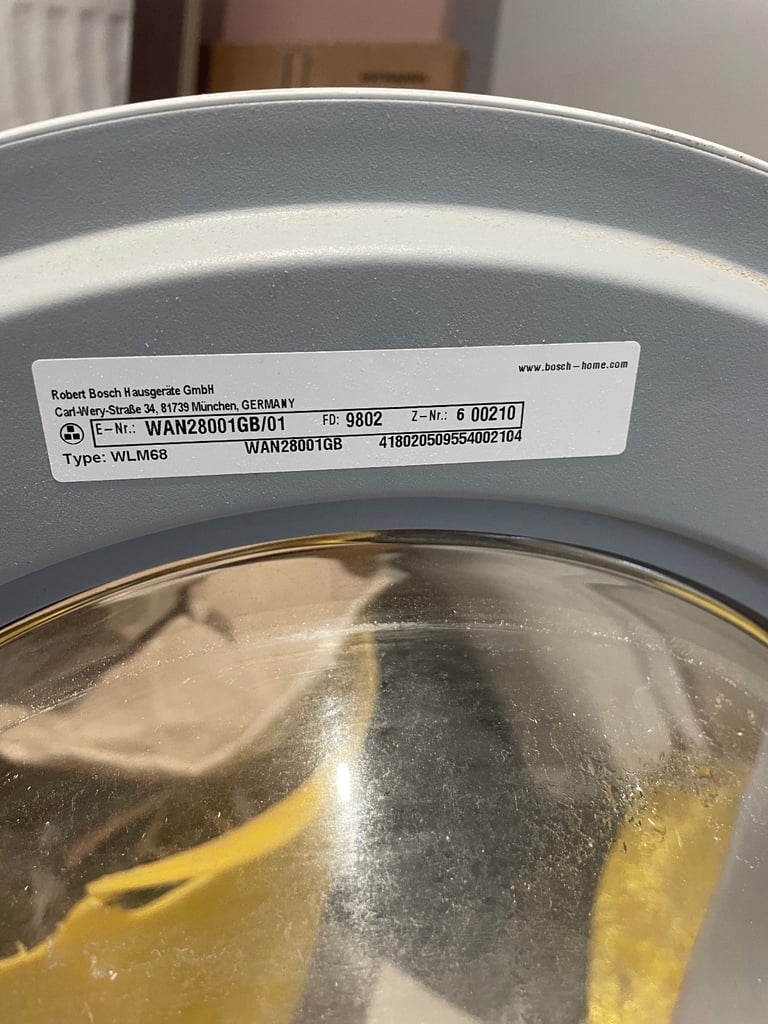 www.bosch-home.com
Robert Bosch Hausgeräte GmbH
Carl-Wery-Straße 34, 81739 München, GERMANY
E-Nr.: WAN28001GB/01 FD: 9802 Z-Nr.: 6 00210
Type: WLM68 WAN28001GB 418020509554002104